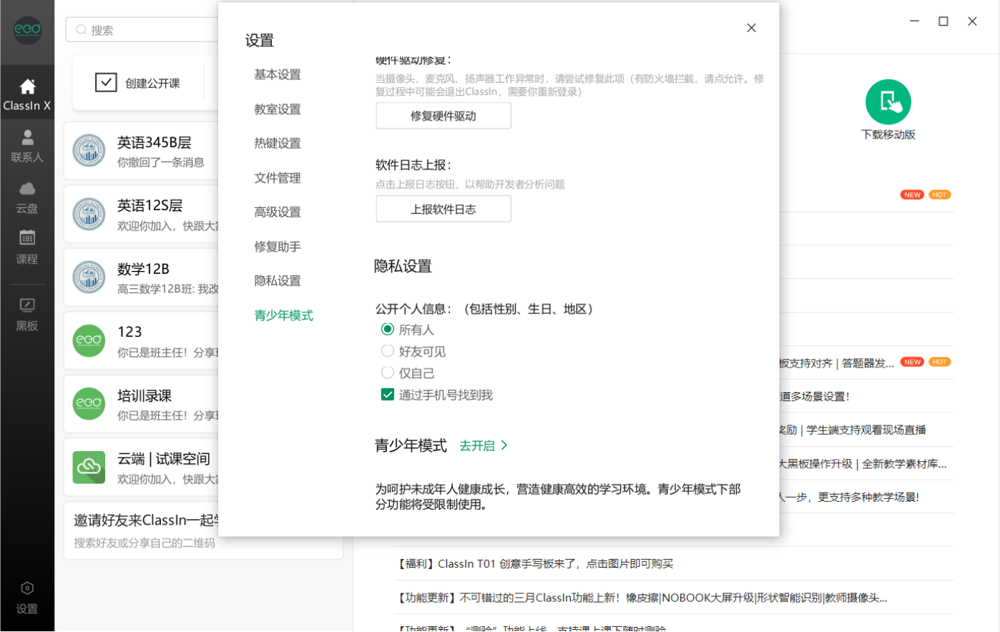 ClassIn X
联系人
云盘
课程
黑板
设置
搜索
创建公开课
英语345B层
你撤回了一条消息
英语12S层
欢迎你加入，快跟大
数学12B
高三数学12B班: 我改
123
你已是班主任！分享
培训录课
你已是班主任！分享
云端 | 试课空间
欢迎你加入，快跟大
邀请好友来ClassIn一起
搜索好友或分享自己的二维码
设置
基本设置
教室设置
热键设置
文件管理
高级设置
修复助手
隐私设置
青少年模式
硬件驱动修复：
当摄像头、麦克风、扬声器工作异常时，请尝试修复此项（有防火墙拦截，请点允许。修
复过程中可能会退出ClassIn，需要你重新登录）
修复硬件驱动
软件日志上报：
点击上报日志按钮，以帮助开发者分析问题
上报软件日志
隐私设置
公开个人信息：（包括性别、生日、地区）
所有人
好友可见
仅自己
通过手机号找到我
青少年模式 去开启
为呵护未成年人健康成长，营造健康高效的学习环境。青少年模式下部
分功能将受限制使用。
下载移动版
NEW HOT
板支持对齐 | 答题器发... NEW HOT
道多场景设置！
奖励 | 学生端支持观看现场直播
大黑板操作升级 | 全新教学素材库...
人一步，更支持多种教学场景!
【福利】ClassIn T01 创意手写板来了，点击图片即可购买
【功能更新】不可错过的三月ClassIn功能上新！橡皮擦|NOBOOK大屏升级|形状智能识别|教师摄像头...
【功能更新】“测验”功能上线，支持课上课下随时测验